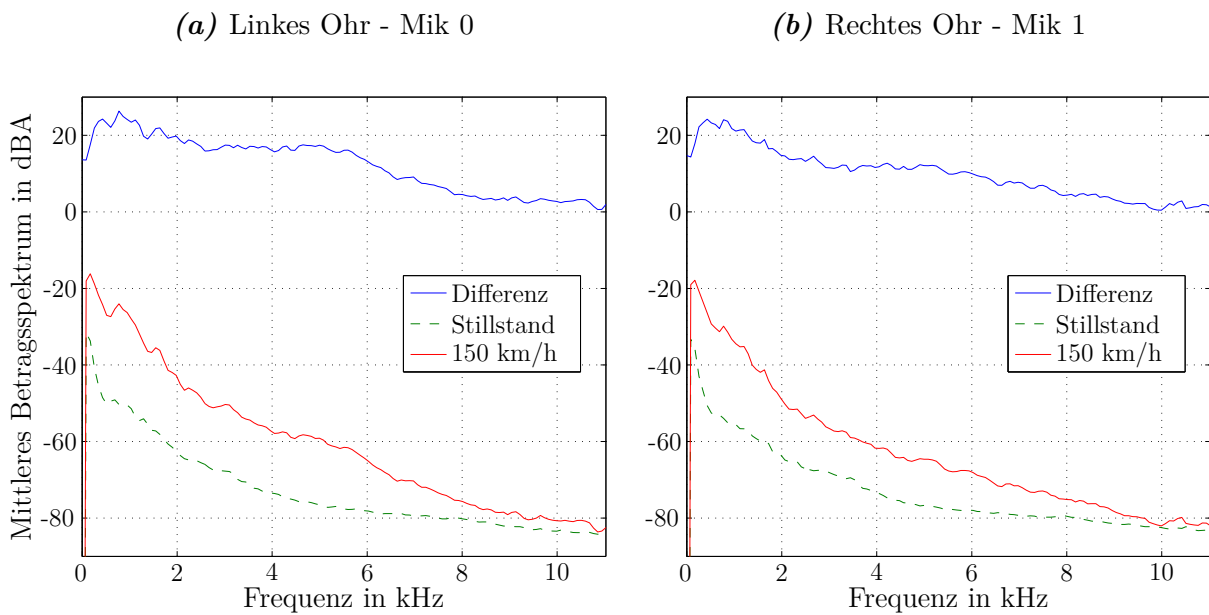 (a) Linkes Ohr - Mik 0
(b) Rechtes Ohr - Mik 1
Mittleres Betragsspektrum in dBA
20
0
-20
-40
-60
-80
0 2 4 6 8 10
Frequenz in kHz
Differenz
Stillstand
150 km/h
20
0
-20
-40
-60
-80
0 2 4 6 8 10
Frequenz in kHz
Differenz
Stillstand
150 km/h